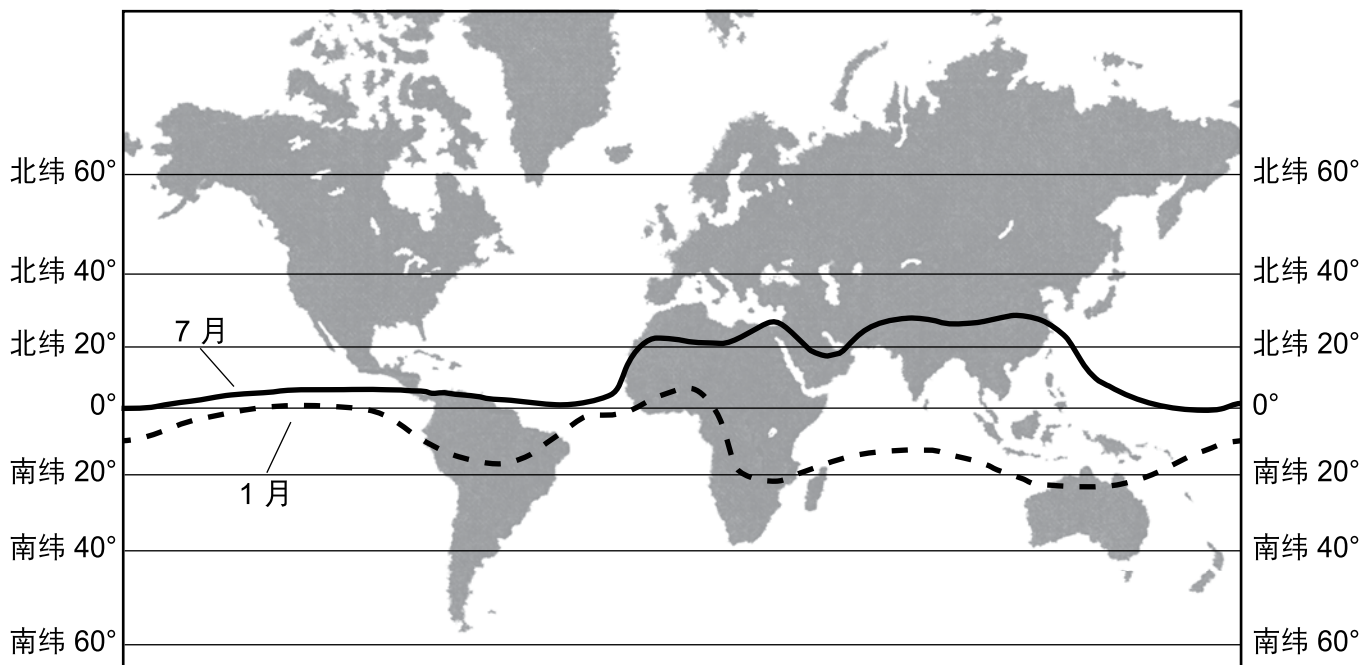 北纬 60° 北纬 60°
北纬 40° 北纬 40°
7 月
北纬 20° 北纬 20°
0° 0°
南纬 20° 南纬 20°
1 月
南纬 40° 南纬 40°
南纬 60° 南纬 60°